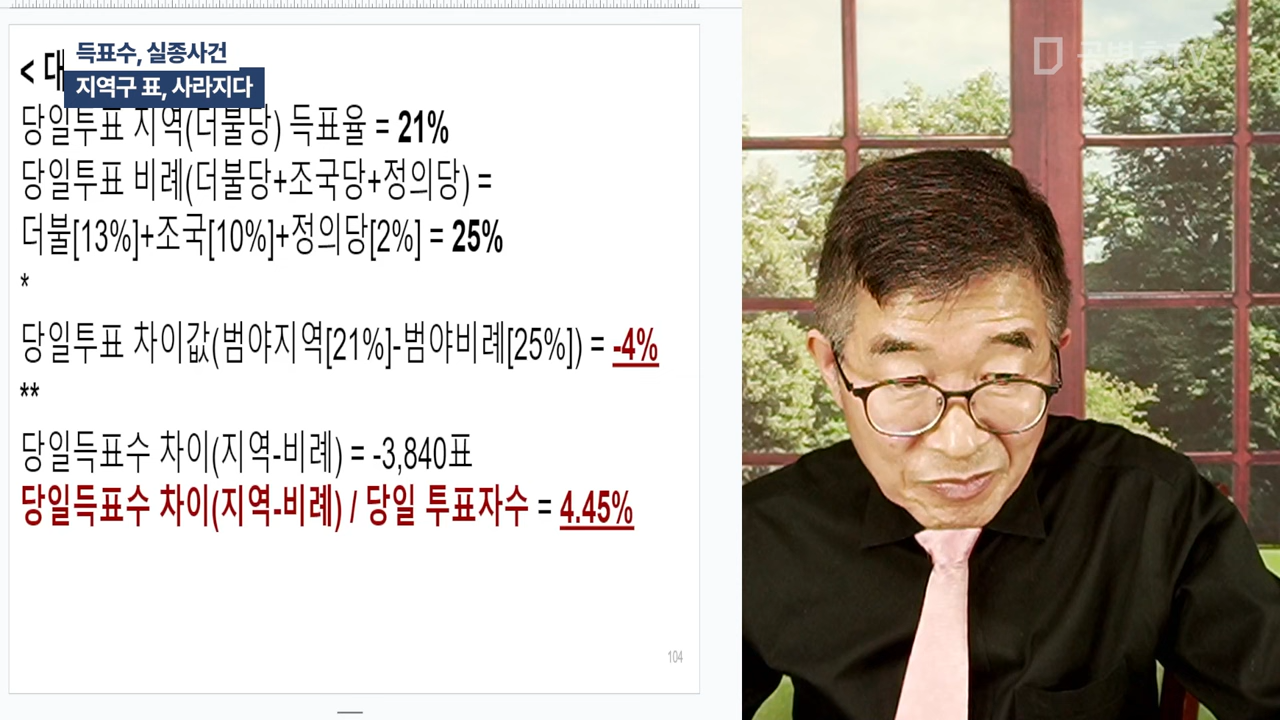 득표수, 실종사건
지역구 표, 사라지다
< 대
당일투표 지역(더불당) 득표율 = 21%
당일투표 비례(더불당+조국당+정의당) =
더불[13%]+조국[10%]+정의당[2%] = 25%
*
당일투표 차이값(범야지역[21%]-범야비례[25%]) = -4%
**
당일득표수 차이(지역-비례) = -3,840표
당일득표수 차이(지역-비례) / 당일 투표자수 = 4.45%
104
공병호TV